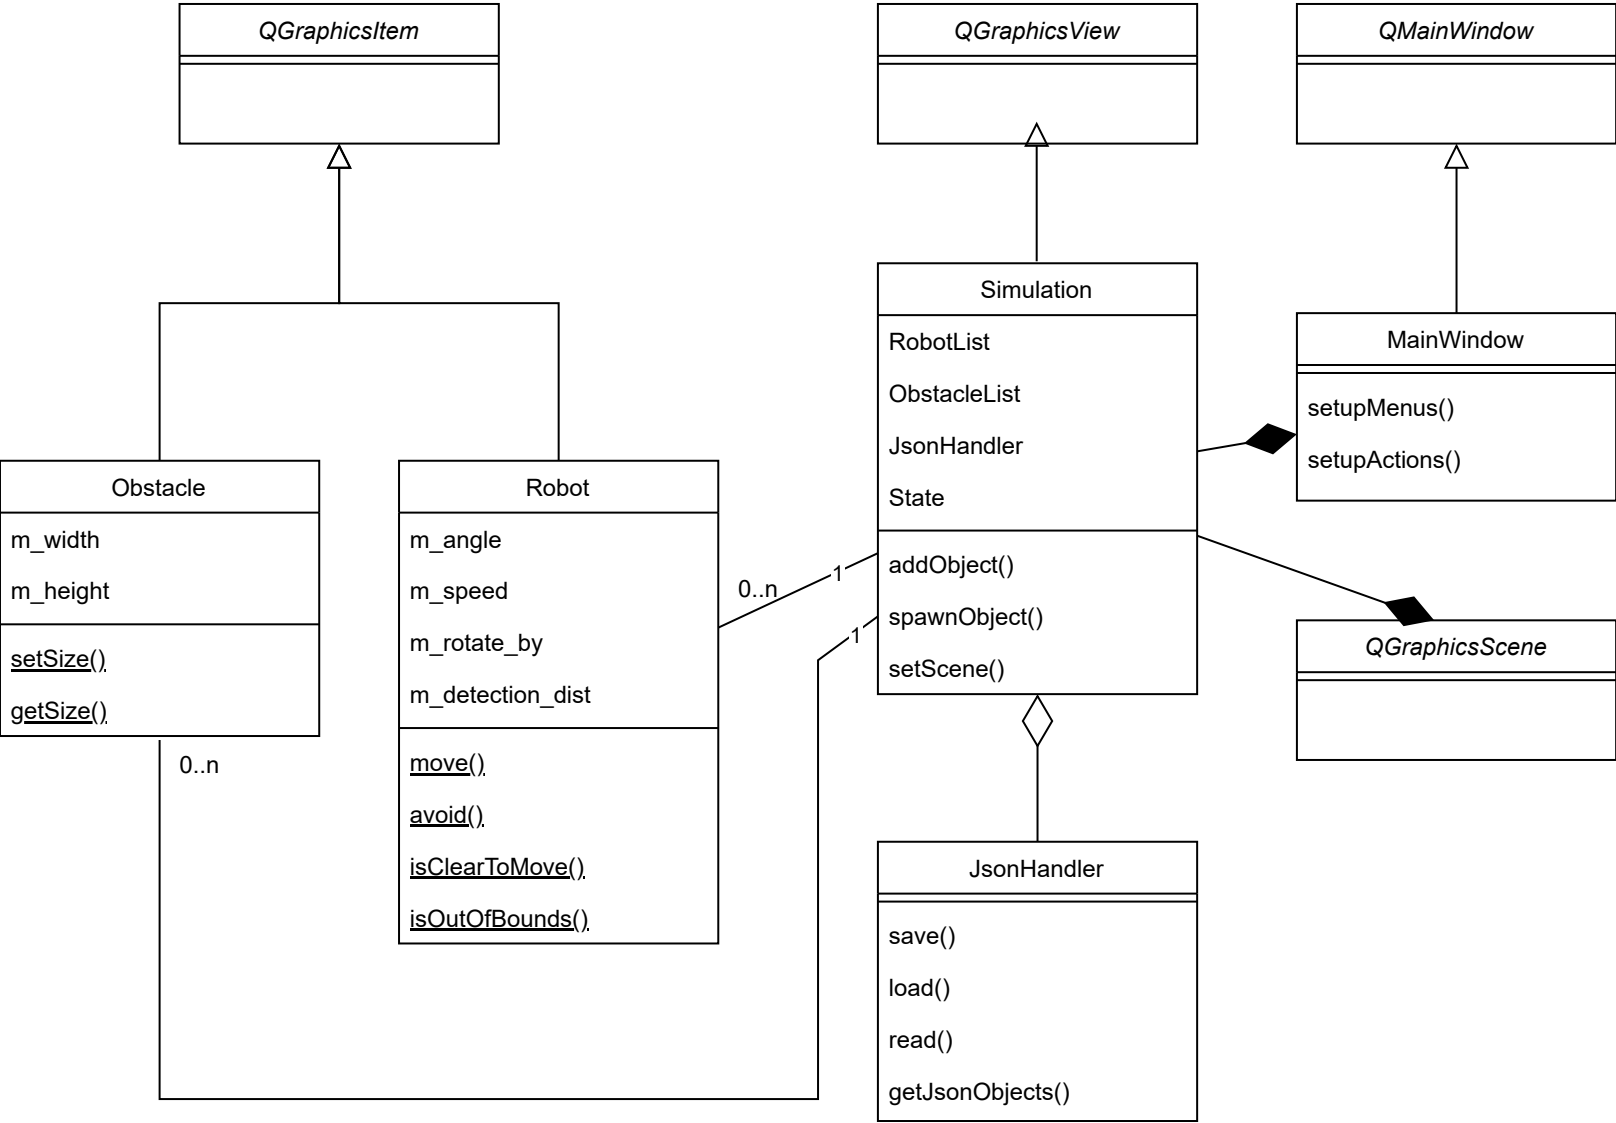 QGraphicsItem
QGraphicsView
QMainWindow
Simulation
RobotList
ObstacleList
JsonHandler
State
addObject()
spawnObject()
setScene()
MainWindow
setupMenus()
setupActions()
Obstacle
m_width
m_height
setSize()
getSize()
0..n
Robot
m_angle
m_speed
m_rotate_by
m_detection_dist
move()
avoid()
isClearToMove()
isOutOfBounds()
0..n
1
1
QGraphicsScene
JsonHandler
save()
load()
read()
getJsonObjects()